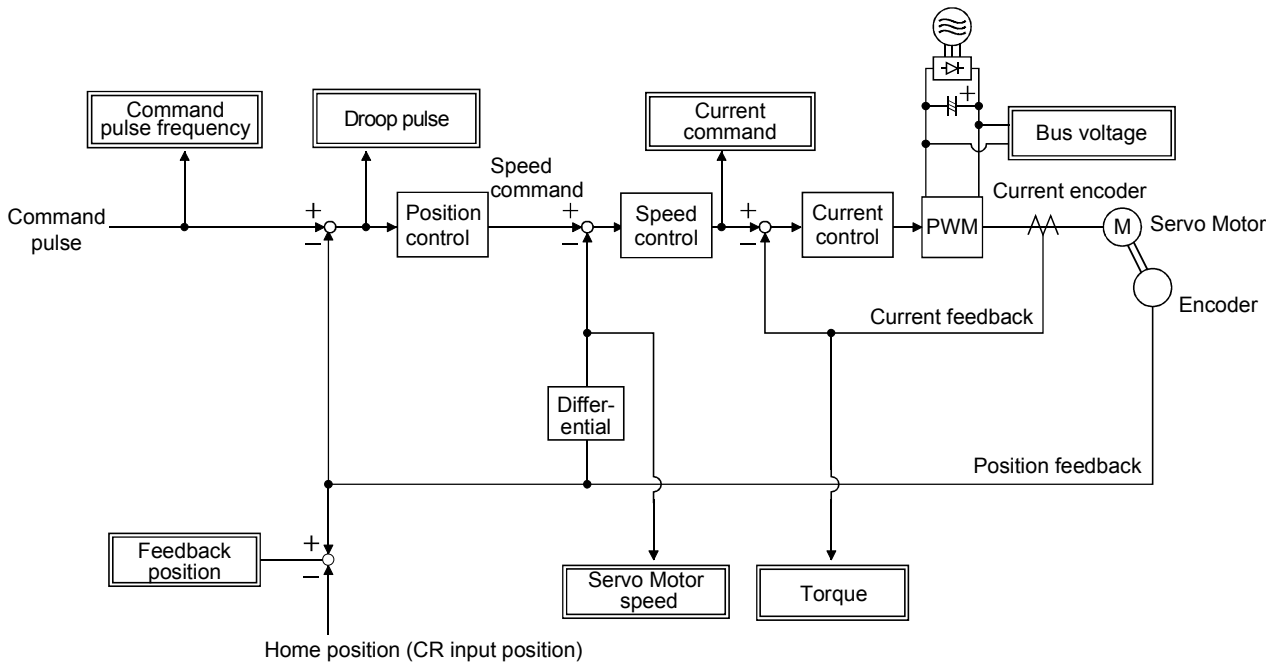 Command
pulse frequency
Droop pulse
Current
command
Bus voltage
Speed
command
Current encoder
Command
pulse
+
−
Position
control
+
−
Speed
control
+
−
Current
control
PWM
M
Servo Motor
+
Encoder
Current feedback
Differ-
ential
Position feedback
Feedback
position
+
−
Servo Motor
speed
Torque
Home position (CR input position)